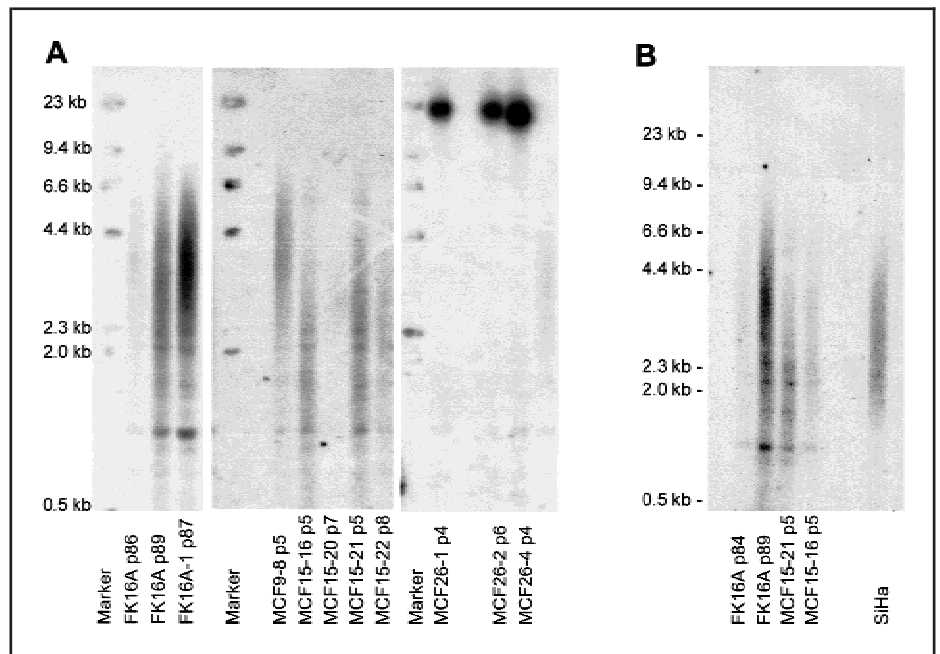 A
B
23 kb
9.4 kb
6.6 kb
4.4 kb
2.3 kb
2.0 kb
0.5 kb
Marker
FK16A p86
FK16A p89
FK16A-1 p87
Marker
MCF9-8 p5
MCF15-16 p5
MCF15-20 p7
MCF15-21 p5
MCF15-22 p8
Marker
MCF26-1 p4
MCF26-2 p6
MCF26-4 p4
23 kb -
9.4 kb -
6.6 kb -
4.4 kb -
2.3 kb -
2.0 kb -
0.5 kb -
FK16A p84
FK16A p89
MCF15-21 p5
MCF15-16 p5
SiHa